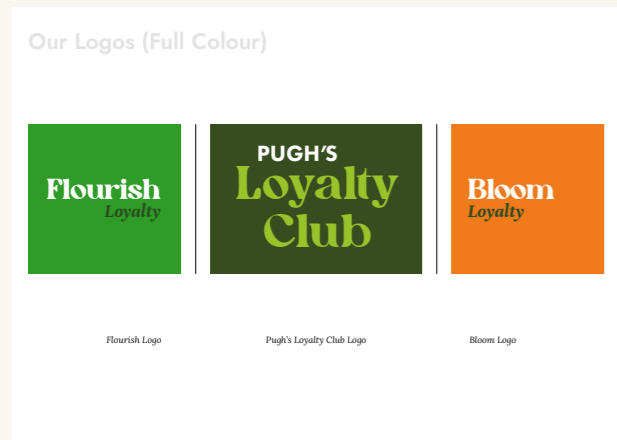 Our Logos (Full Colour)
Flourish
Loyalty
PUGH'S
Loyalty
Club
Bloom
Loyalty
Flourish Logo
Pugh's Loyalty Club Logo
Bloom Logo